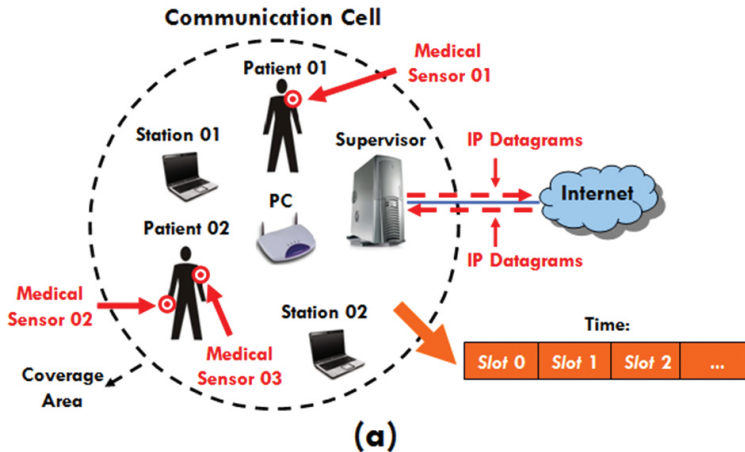 Communication Cell
Patient 01
Medical
Sensor 01
Station 01
Supervisor
IP Datagrams
PC
Internet
Patient 02
IP Datagrams
Medical
Sensor 02
Station 02
Medical
Sensor 03
Time:
Slot 0 Slot 1 Slot 2 ...
Coverage
Area
(a)